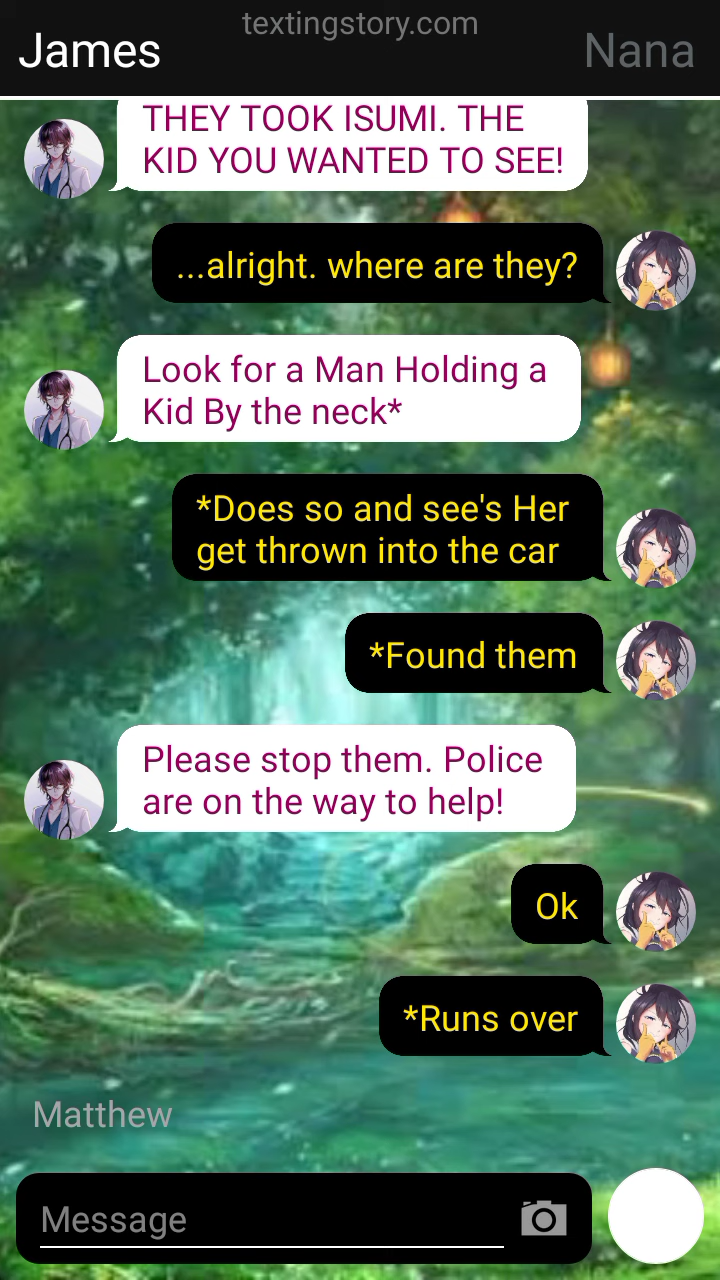 textingstory.com
James
Nana
THEY TOOK ISUMI. THE
KID YOU WANTED TO SEE!
...alright. where are they?
Look for a Man Holding a
Kid By the neck*
*Does so and see's Her
get thrown into the car
*Found them
Please stop them. Police
are on the way to help!
Ok
*Runs over
Matthew
Message